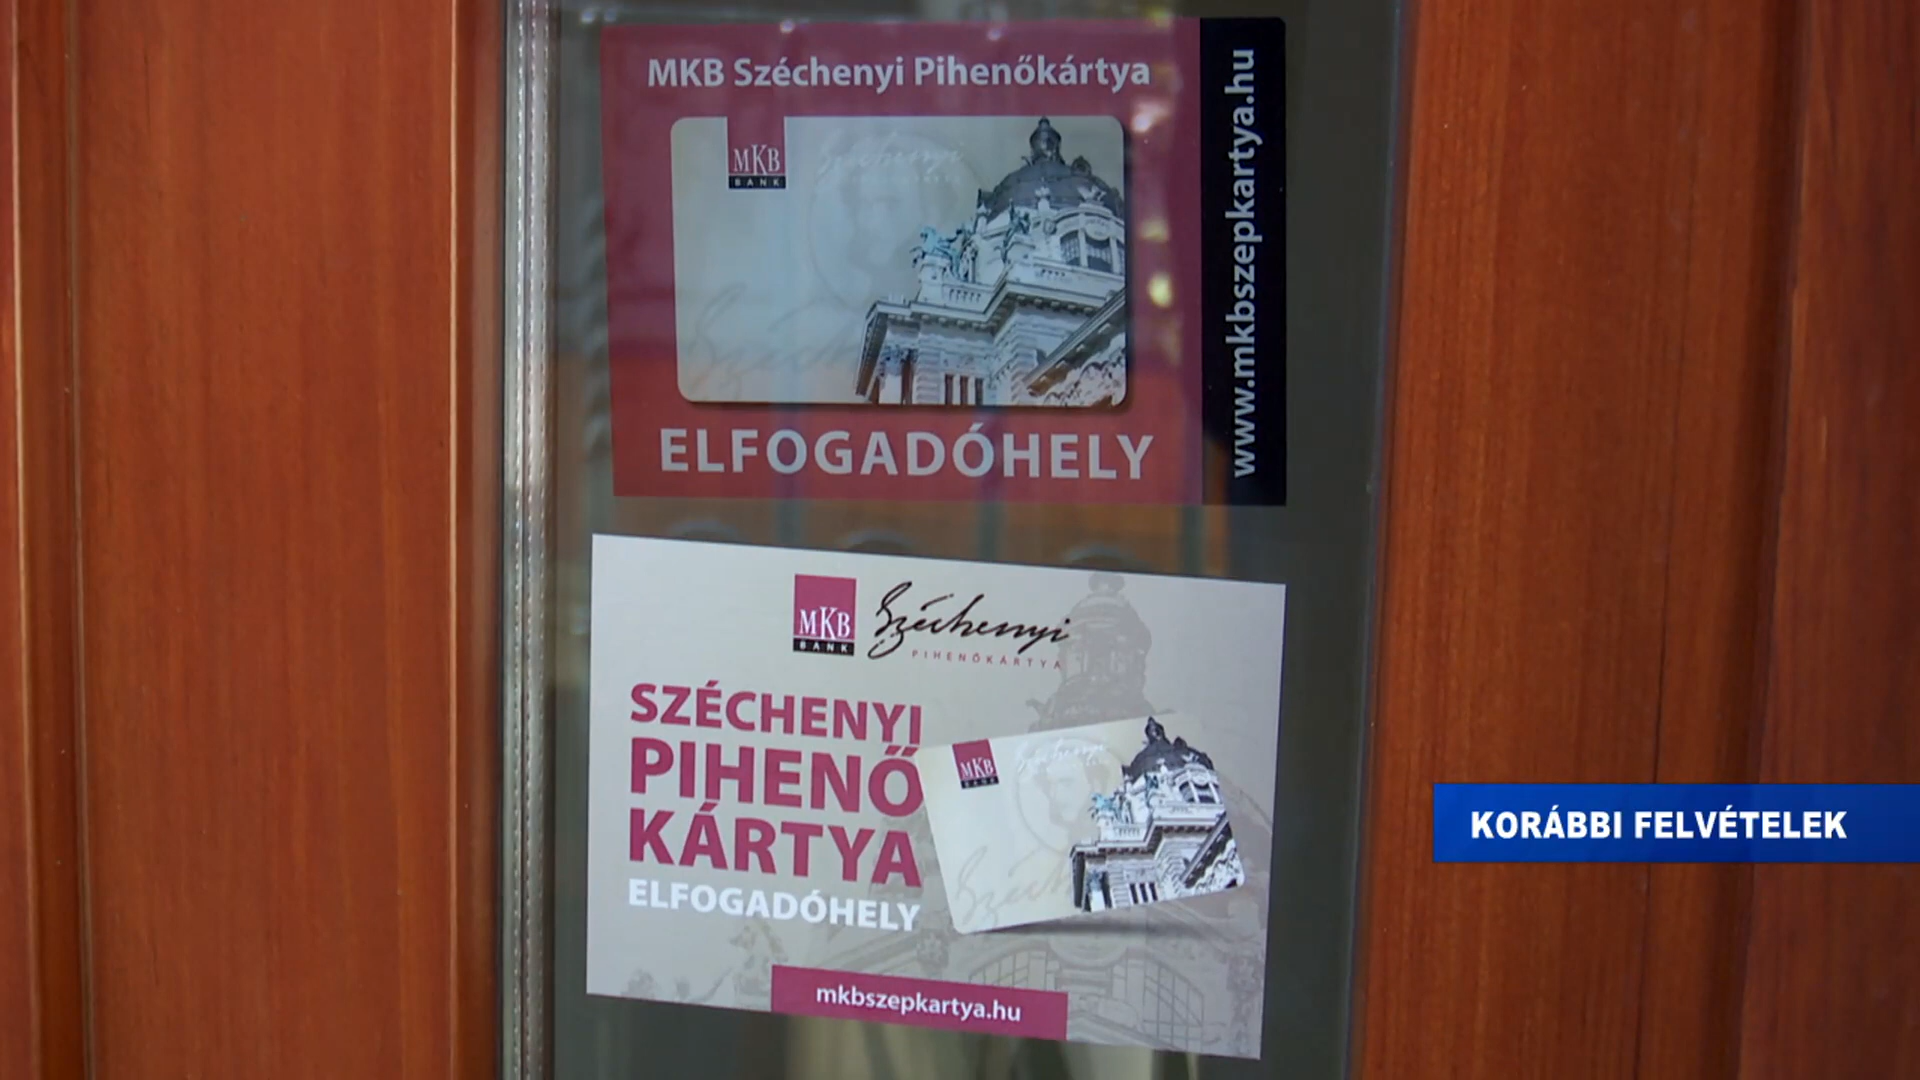 MKB Széchenyi Pihenőkártya
MKB
BANK
ELFOGADÓHELY
www.mkbszepkartya.hu
MKB
BANK
Széchenyi
PIHENŐKÁRTYA
SZÉCHENYI
PIHENŐ
KÁRTYA
ELFOGADÓHELY
MKB
BANK
mkbszepkartya.hu
KORÁBBI FELVÉTELEK